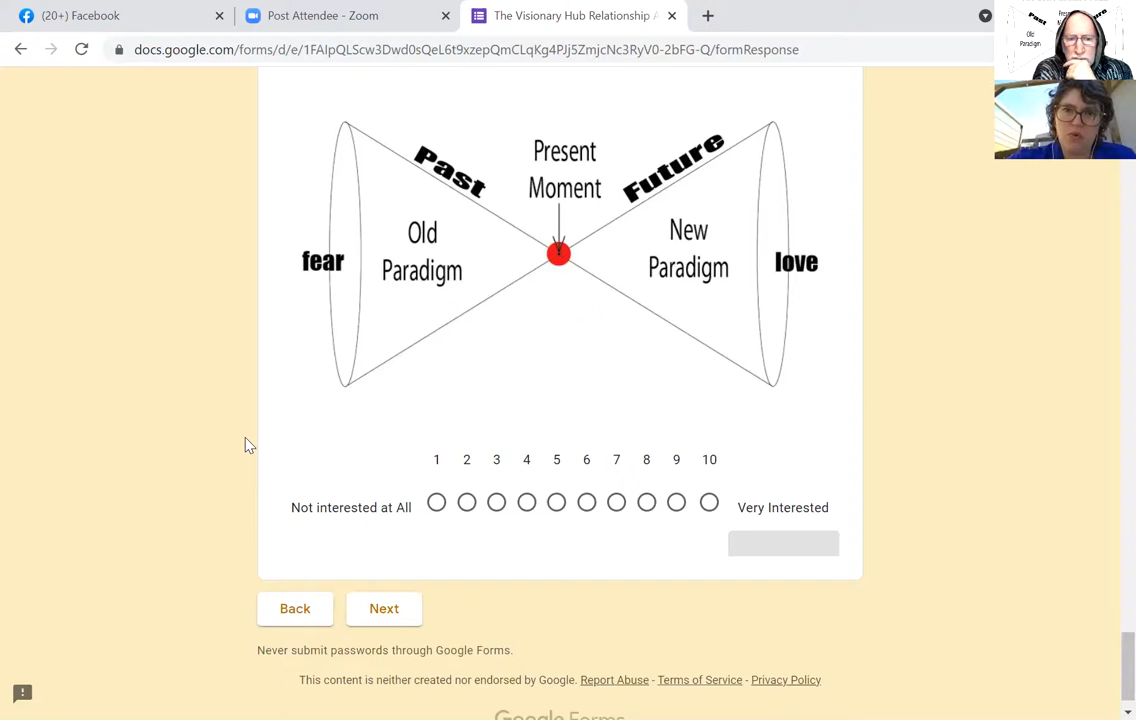 (20+) Facebook
Post Attendee - Zoom
The Visionary Hub Relationship A
docs.google.com/forms/d/e/1FAIpQLScw3Dwd0sQeL6t9xzepQmCLqKg4PJj5ZmjcNc3RyV0-2bFG-Q/formResponse
Past
Old
Paradigm
Past
Present
Moment
Future
Old
Paradigm
New
Paradigm
fear
love
1 2 3 4 5 6 7 8 9 10
Not interested at All
Very Interested
Back
Next
Never submit passwords through Google Forms.
This content is neither created nor endorsed by Google. Report Abuse - Terms of Service - Privacy Policy
Google Forms